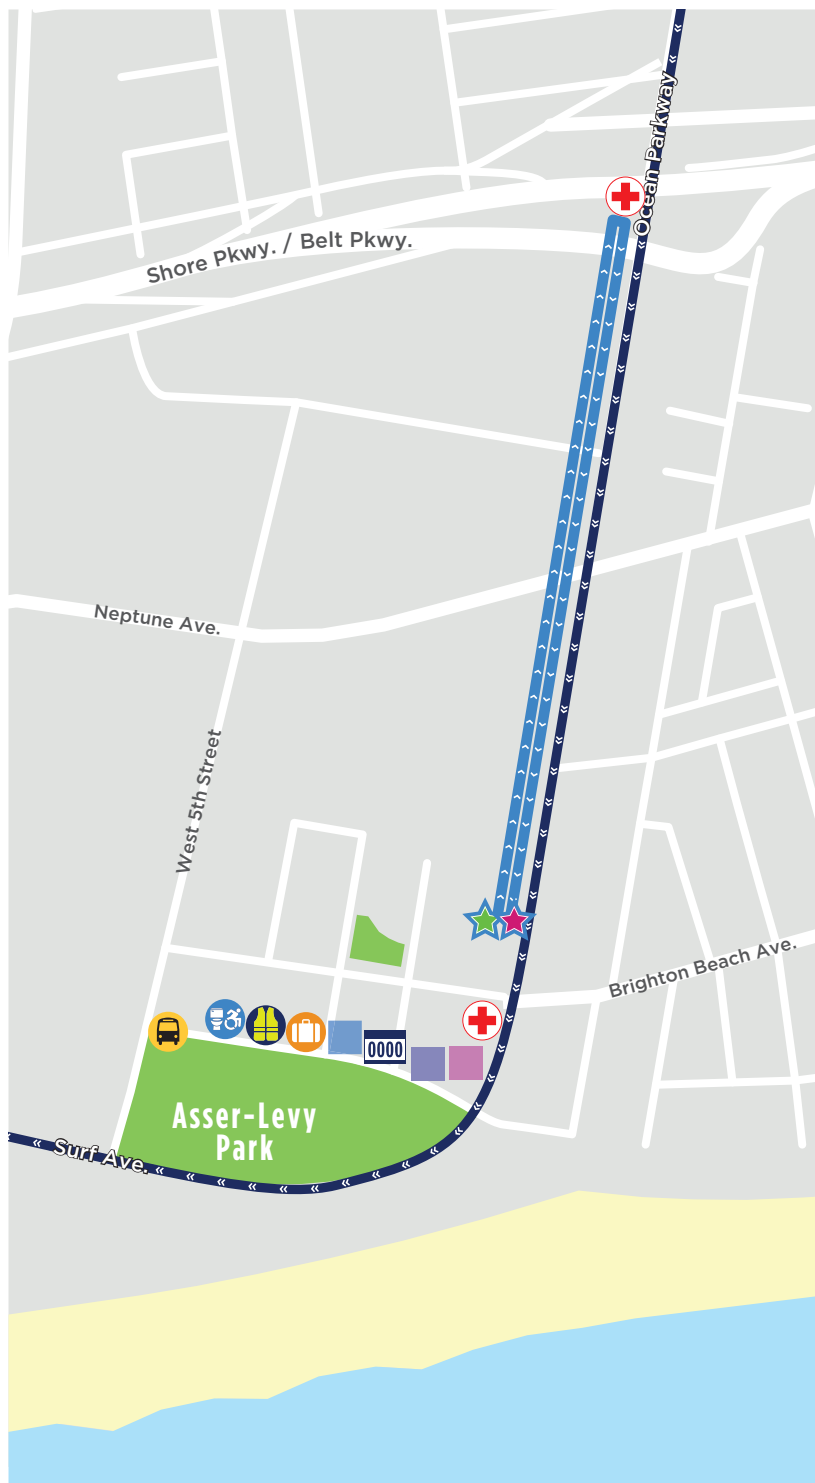 Ocean Parkway
Shore Pkwy. / Belt Pkwy.
Neptune Ave.
West 5th Street
Brighton Beach Ave.
0000
Asser-Levy
Park
Surf Ave.